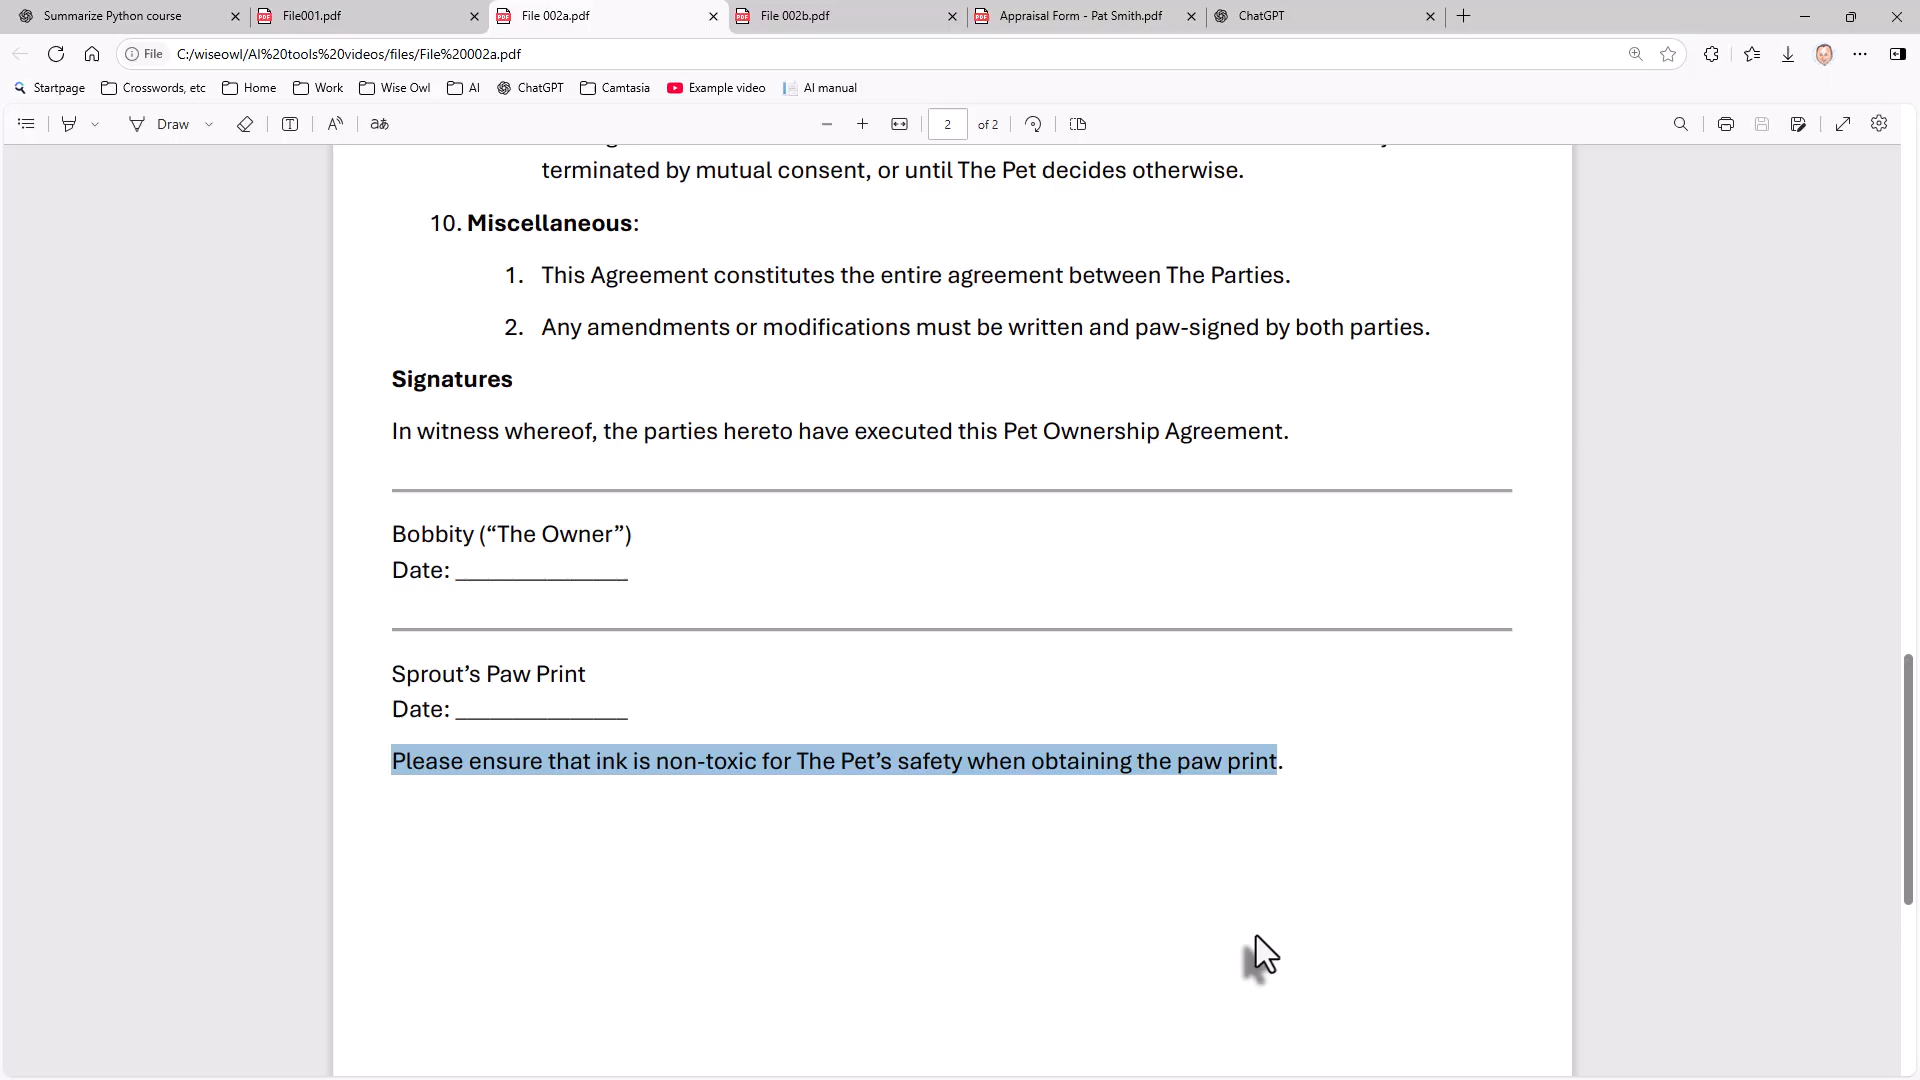 Summarize Python course
File001.pdf
File 002a.pdf
File 002b.pdf
Appraisal Form - Pat Smith.pdf
ChatGPT
File
C:/wiseowl/AI%20tools%20videos/files/File%20002a.pdf
Startpage
Crosswords, etc
Home
Work
Wise Owl
AI
ChatGPT
Camtasia
Example video
AI manual
Draw
2
of 2
terminated by mutual consent, or until The Pet decides otherwise.
10. Miscellaneous:
1. This Agreement constitutes the entire agreement between The Parties.
2. Any amendments or modifications must be written and paw-signed by both parties.
Signatures
In witness whereof, the parties hereto have executed this Pet Ownership Agreement.
Bobbity (“The Owner”)
Date: _______________
Sprout’s Paw Print
Date: _______________
Please ensure that ink is non-toxic for The Pet’s safety when obtaining the paw print.